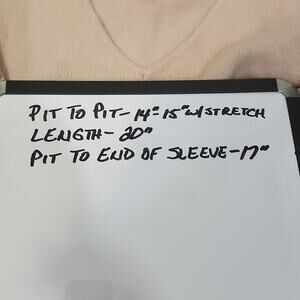 PIT TO PIT-14"-15" W/STRETCH
LENGTH-20"
PIT TO END OF SLEEVE-17"